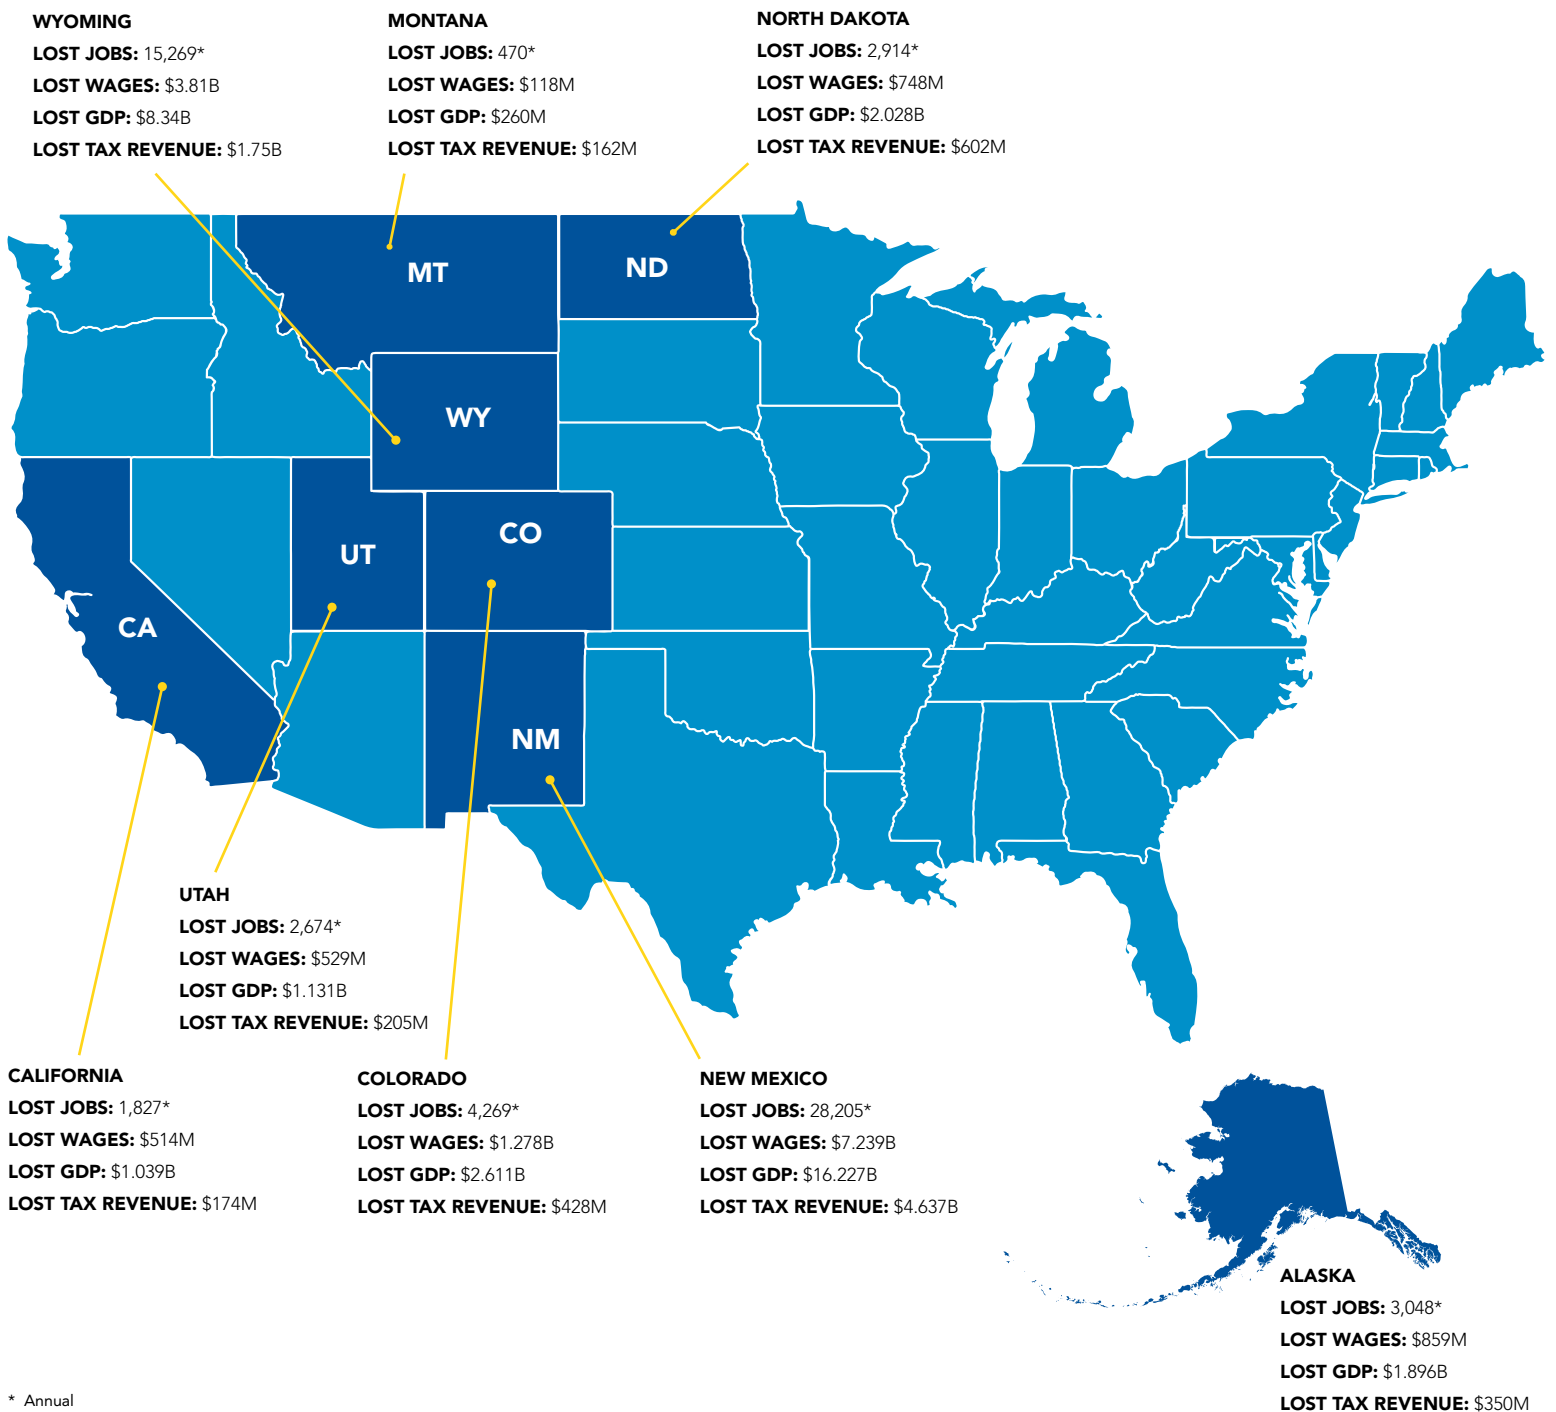 WYOMING
LOST JOBS: 15,269*
LOST WAGES: $3.81B
LOST GDP: $8.34B
LOST TAX REVENUE: $1.75B
MONTANA
LOST JOBS: 470*
LOST WAGES: $118M
LOST GDP: $260M
LOST TAX REVENUE: $162M
NORTH DAKOTA
LOST JOBS: 2,914*
LOST WAGES: $748M
LOST GDP: $2.028B
LOST TAX REVENUE: $602M
MT
ND
WY
CO
UT
CA
NM
UTAH
LOST JOBS: 2,674*
LOST WAGES: $529M
LOST GDP: $1.131B
LOST TAX REVENUE: $205M
CALIFORNIA
LOST JOBS: 1,827*
LOST WAGES: $514M
LOST GDP: $1.039B
LOST TAX REVENUE: $174M
COLORADO
LOST JOBS: 4,269*
LOST WAGES: $1.278B
LOST GDP: $2.611B
LOST TAX REVENUE: $428M
NEW MEXICO
LOST JOBS: 28,205*
LOST WAGES: $7.239B
LOST GDP: $16.227B
LOST TAX REVENUE: $4.637B
ALASKA
LOST JOBS: 3,048*
LOST WAGES: $859M
LOST GDP: $1.896B
LOST TAX REVENUE: $350M
* Annual